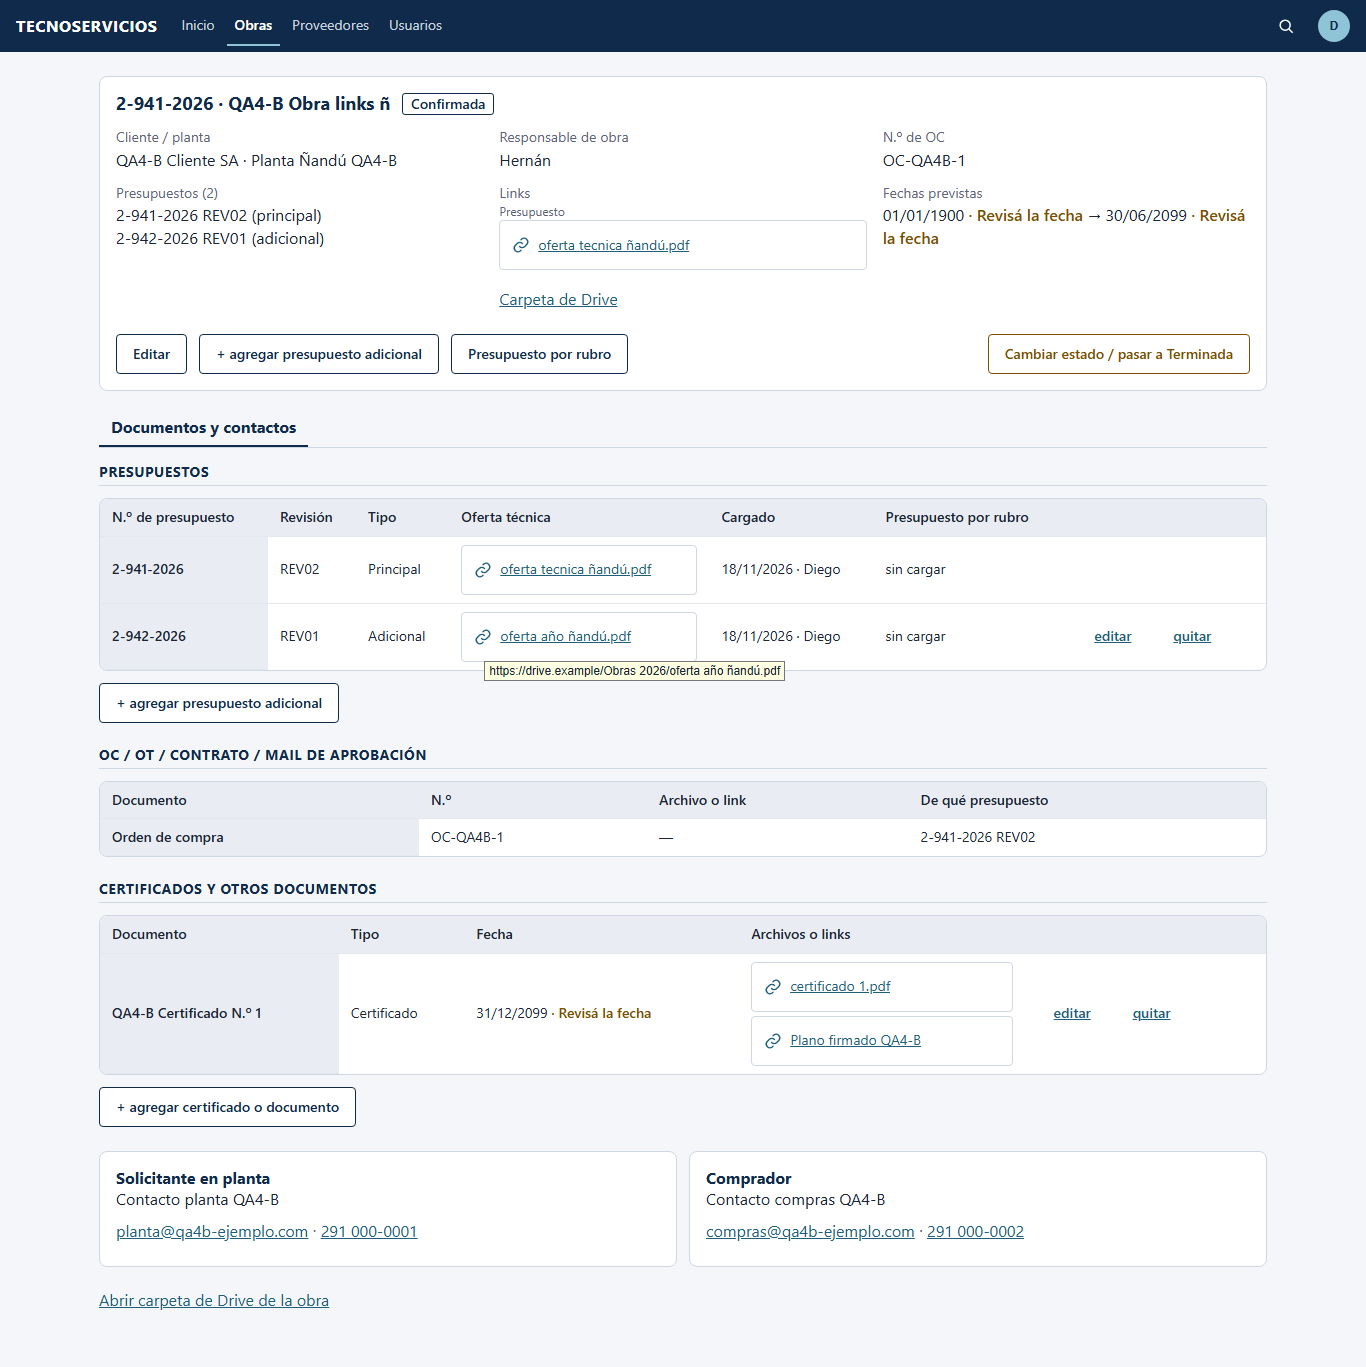 TECNOSERVICIOS Inicio Obras Proveedores Usuarios D
2-941-2026 · QA4-B Obra links ñ Confirmada
Cliente / planta
QA4-B Cliente SA · Planta Ñandú QA4-B
Responsable de obra
Hernán
N.º de OC
OC-QA4B-1
Presupuestos (2)
2-941-2026 REV02 (principal)
2-942-2026 REV01 (adicional)
Links
Presupuesto
oferta tecnica ñandú.pdf
Carpeta de Drive
Fechas previstas
01/01/1900 · Revisá la fecha → 30/06/2099 · Revisá
la fecha
Editar + agregar presupuesto adicional Presupuesto por rubro Cambiar estado / pasar a Terminada
Documentos y contactos
PRESUPUESTOS
N.º de presupuesto Revisión Tipo Oferta técnica Cargado Presupuesto por rubro
2-941-2026 REV02 Principal oferta tecnica ñandú.pdf 18/11/2026 · Diego sin cargar
2-942-2026 REV01 Adicional oferta año ñandú.pdf 18/11/2026 · Diego sin cargar editar quitar
https://drive.example/Obras 2026/oferta año ñandú.pdf
+ agregar presupuesto adicional
OC / OT / CONTRATO / MAIL DE APROBACIÓN
Documento N.º Archivo o link De qué presupuesto
Orden de compra OC-QA4B-1 — 2-941-2026 REV02
CERTIFICADOS Y OTROS DOCUMENTOS
Documento Tipo Fecha Archivos o links
QA4-B Certificado N.º 1 Certificado 31/12/2099 · Revisá la fecha certificado 1.pdf editar quitar
Plano firmado QA4-B
+ agregar certificado o documento
Solicitante en planta
Contacto planta QA4-B
planta@qa4b-ejemplo.com · 291 000-0001
Comprador
Contacto compras QA4-B
compras@qa4b-ejemplo.com · 291 000-0002
Abrir carpeta de Drive de la obra